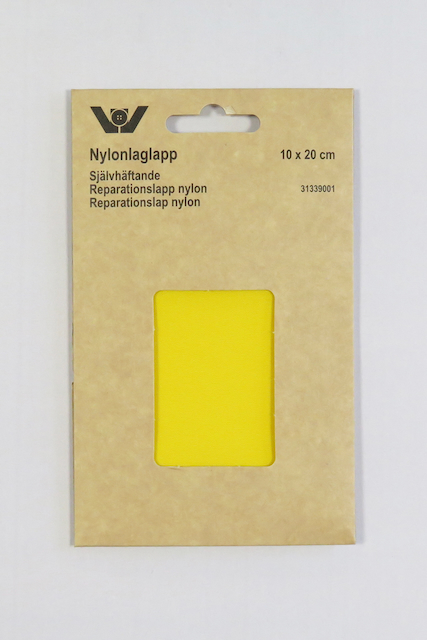 Nylonlaglapp 10 x 20 cm
Självhäftande
Reparationslapp nylon 31339001
Reparationslap nylon